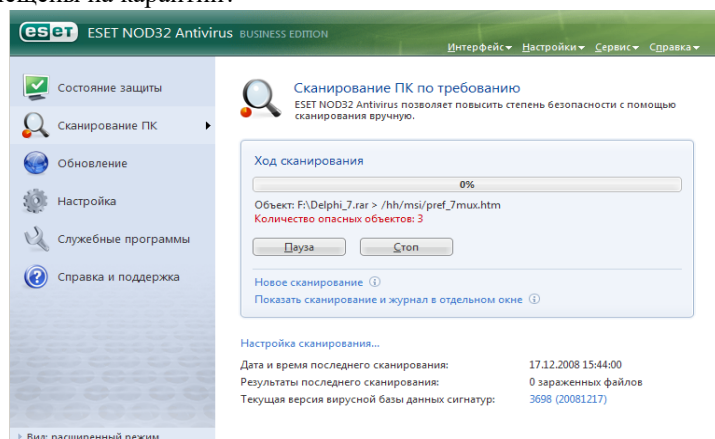 мещены на карантин.
eset ESET NOD32 Antivirus BUSINESS EDITION
Интерфейс Настройки Сервис Справка
Состояние защиты
Сканирование ПК
Обновление
Настройка
Служебные программы
Справка и поддержка
Сканирование ПК по требованию
ESET NOD32 Antivirus позволяет повысить степень безопасности с помощью
сканирования вручную.
Ход сканирования
0%
Объект: F:\Delphi_7.rar > /hh/msi/pref_7mux.htm
Количество опасных объектов: 3
Пауза Стоп
Новое сканирование
Показать сканирование и журнал в отдельном окне
Настройка сканирования...
Дата и время последнего сканирования: 17.12.2008 15:44:00
Результаты последнего сканирования: 0 зараженных файлов
Текущая версия вирусной базы данных сигнатур: 3698 (20081217)
Вид: расширенный режим